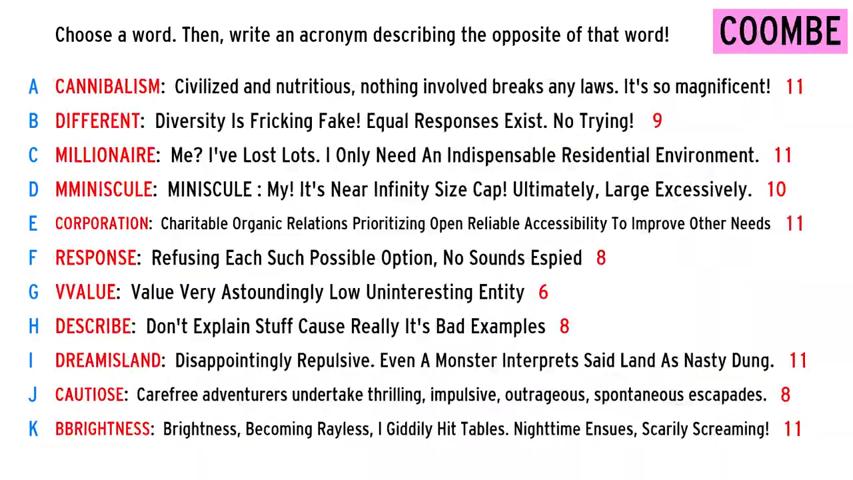 Choose a word. Then, write an acronym describing the opposite of that word! COOMBE
A CANNIBALISM: Civilized and nutritious, nothing involved breaks any laws. It's so magnificent! 11
B DIFFERENT: Diversity Is Fricking Fake! Equal Responses Exist. No Trying! 9
C MILLIONAIRE: Me? I've Lost Lots. I Only Need An Indispensable Residential Environment. 11
D MMINISCULE: MINISCULE : My! It's Near Infinity Size Cap! Ultimately, Large Excessively. 10
E CORPORATION: Charitable Organic Relations Prioritizing Open Reliable Accessibility To Improve Other Needs 11
F RESPONSE: Refusing Each Such Possible Option, No Sounds Espied 8
G VVALUE: Value Very Astoundingly Low Uninteresting Entity 6
H DESCRIBE: Don't Explain Stuff Cause Really It's Bad Examples 8
I DREAMISLAND: Disappointingly Repulsive. Even A Monster Interprets Said Land As Nasty Dung. 11
J CAUTIOSE: Carefree adventurers undertake thrilling, impulsive, outrageous, spontaneous escapades. 8
K BBRIGHTNESS: Brightness, Becoming Rayless, I Giddily Hit Tables. Nighttime Ensues, Scarily Screaming! 11